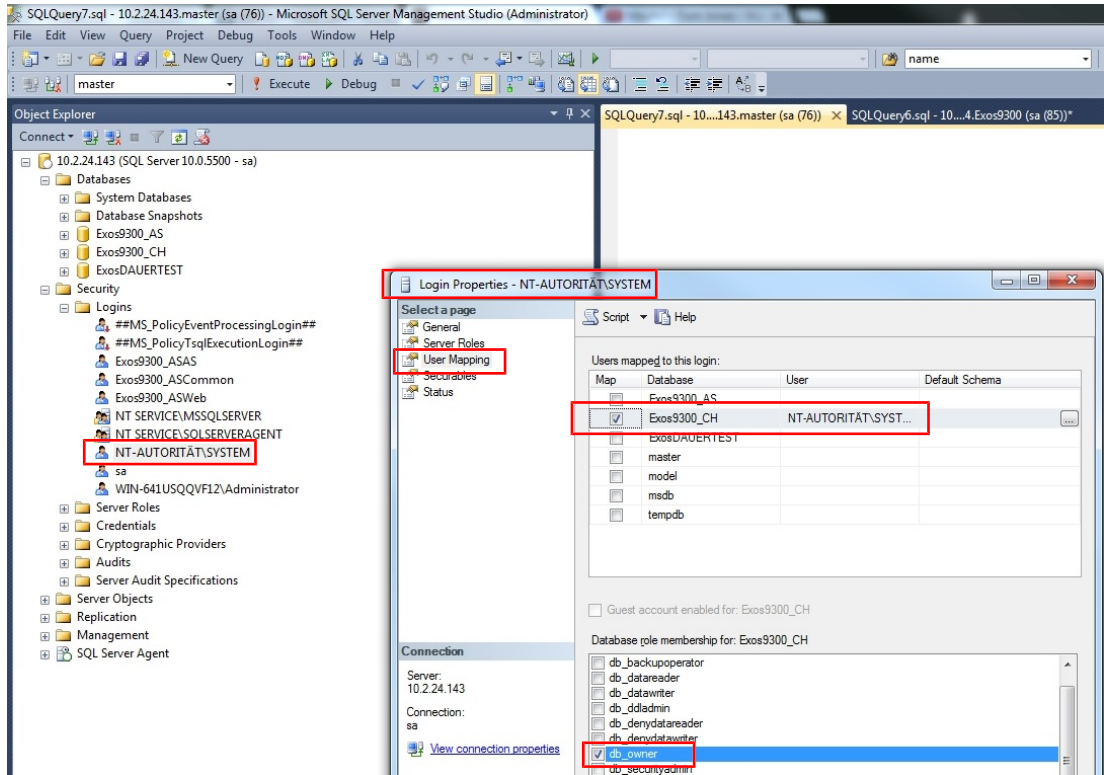 SQLQuery7.sql - 10.2.24.143.master (sa (76)) - Microsoft SQL Server Management Studio (Administrator)
File Edit View Query Project Debug Tools Window Help
New Query name
master Execute Debug
Object Explorer
Connect
10.2.24.143 (SQL Server 10.0.5500 - sa)
Databases
System Databases
Database Snapshots
Exos9300_AS
Exos9300_CH
ExosDAUERTEST
Security
Logins
##MS_PolicyEventProcessingLogin##
##MS_PolicyTsqlExecutionLogin##
Exos9300_ASAS
Exos9300_ASCommon
Exos9300_ASWeb
NT SERVICE\MSSQLSERVER
NT SERVICE\SQLSERVERAGENT
NT-AUTORITÄT\SYSTEM
sa
WIN-641USQQVF12\Administrator
Server Roles
Credentials
Cryptographic Providers
Audits
Server Audit Specifications
Server Objects
Replication
Management
SQL Server Agent
SQLQuery7.sql - 10....143.master (sa (76)) SQLQuery6.sql - 10....4.Exos9300 (sa (85))*
Login Properties - NT-AUTORITÄT\SYSTEM
Select a page
General
Server Roles
User Mapping
Securables
Status
Connection
Server:
10.2.24.143
Connection:
sa
View connection properties
Script Help
Users mapped to this login:
Map Database User Default Schema
Exos9300_AS
Exos9300_CH NT-AUTORITÄT\SYST... ...
ExosDAUERTEST
master
model
msdb
tempdb
Guest account enabled for: Exos9300_CH
Database role membership for: Exos9300_CH
db_backupoperator
db_datareader
db_datawriter
db_ddladmin
db_denydatareader
db_denydatawriter
db_owner
db_securityadmin